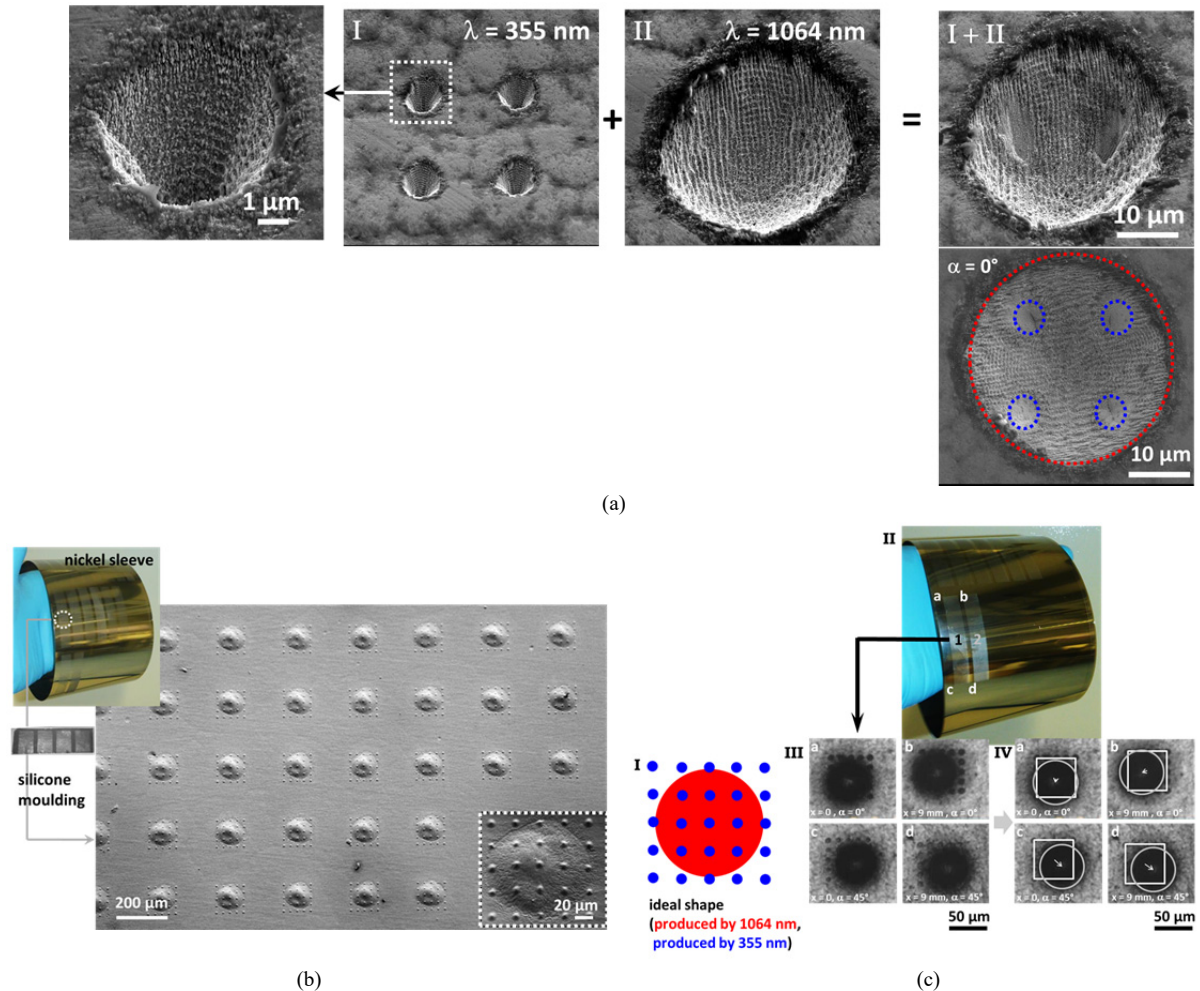 I
λ = 355 nm
II
λ = 1064 nm
I + II
1 µm
+
=
10 µm
α = 0°
10 µm
(a)
nickel sleeve
silicone
moulding
200 µm
20 µm
(b)
II
a
b
1
2
c
d
I
ideal shape
(produced by 1064 nm,
produced by 355 nm)
III
a
x = 0 , α = 0°
b
x = 9 mm , α = 0°
c
x = 0, α = 45°
d
x = 9 mm, α = 45°
50 µm
IV
a
x = 0 , α = 0°
b
x = 9 mm , α = 0°
c
x = 0, α = 45°
d
x = 9 mm, α = 45°
50 µm
(c)